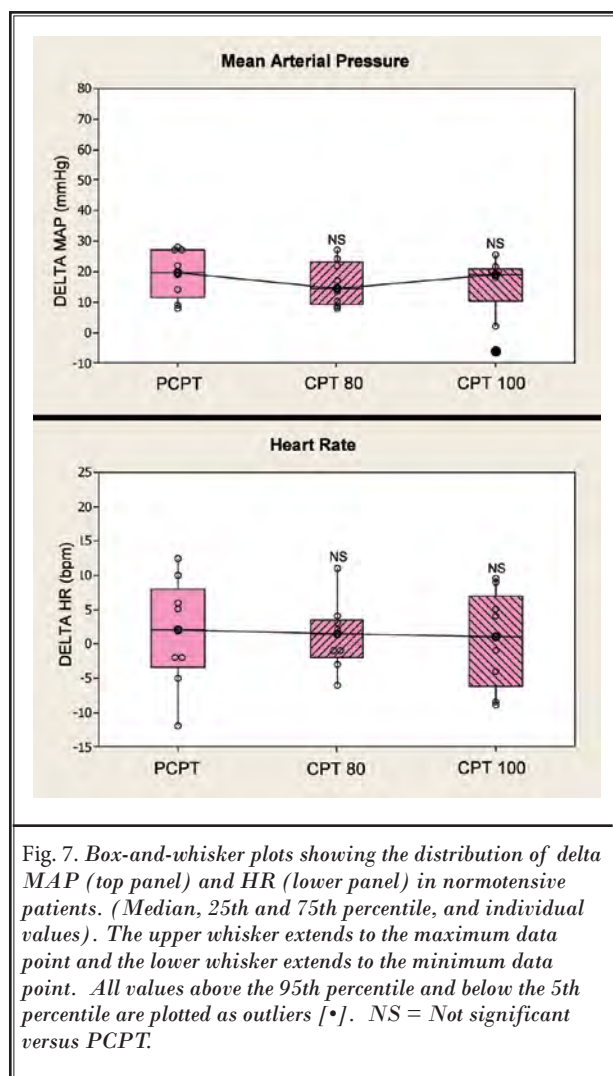 Mean Arterial Pressure
80
70
60
50
40
30
20
10
0
-10
DELTA MAP (mmHg)
NS
NS
PCPT CPT 80 CPT 100
Heart Rate
25
20
15
10
5
0
-5
-10
-15
DELTA HR (bpm)
NS
NS
PCPT CPT 80 CPT 100
Fig. 7. Box-and-whisker plots showing the distribution of delta
MAP (top panel) and HR (lower panel) in normotensive
patients. (Median, 25th and 75th percentile, and individual
values). The upper whisker extends to the maximum data
point and the lower whisker extends to the minimum data
point. All values above the 95th percentile and below the 5th
percentile are plotted as outliers [•]. NS = Not significant
versus PCPT.